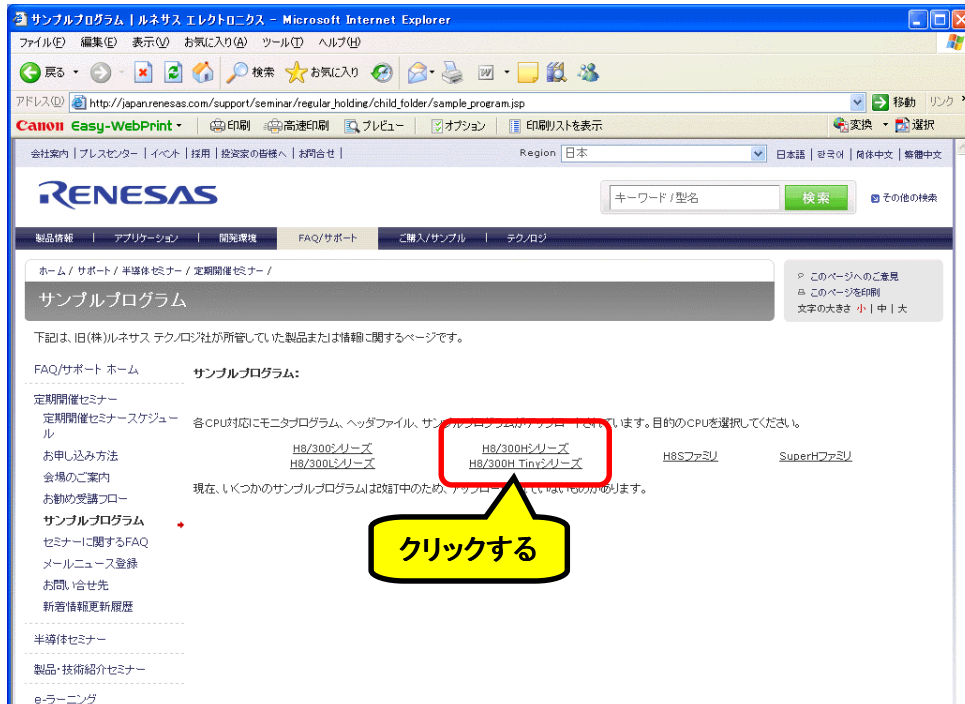 サンプルプログラム | ルネサス エレクトロニクス - Microsoft Internet Explorer
ファイル(F) 編集(E) 表示(V) お気に入り(A) ツール(T) ヘルプ(H)
戻る 検索 お気に入り
アドレス(D) http://japan.renesas.com/support/seminar/regular_holding/child_folder/sample_program.jsp 移動 リンク »
Canon Easy-WebPrint 印刷 高速印刷 プレビュー オプション 印刷リストを表示 変換 選択
会社案内 | プレスセンター | イベント | 採用 | 投資家の皆様へ | お問合せ | Region 日本 日本語 | 한국어 | 简体中文 | 繁體中文
RENESAS キーワード / 型名 検索 その他の検索
製品情報 | アプリケーション | 開発環境 FAQ/サポート ご購入/サンプル | テクノロジ
ホーム / サポート / 半導体セミナー / 定期開催セミナー /
サンプルプログラム
このページへのご意見
このページを印刷
文字の大きさ 小 | 中 | 大
下記は、旧(株)ルネサス テクノロジ社が所管していた製品または情報に関するページです。
FAQ/サポート ホーム
定期開催セミナー
定期開催セミナースケジュー
ル
お申し込み方法
会場のご案内
お勧め受講フロー
サンプルプログラム
セミナーに関するFAQ
メールニュース登録
お問い合せ先
新着情報更新履歴
半導体セミナー
製品・技術紹介セミナー
e-ラーニング
サンプルプログラム:
各CPU対応にモニタプログラム、ヘッダファイル、サンプルプログラムがアップロードされています。目的のCPUを選択してください。
H8/300シリーズ H8/300Hシリーズ H8Sファミリ SuperHファミリ
H8/300Lシリーズ H8/300H Tinyシリーズ
現在、いくつかのサンプルプログラムは改訂中のため、アップロードしていないものがあります。
クリックする